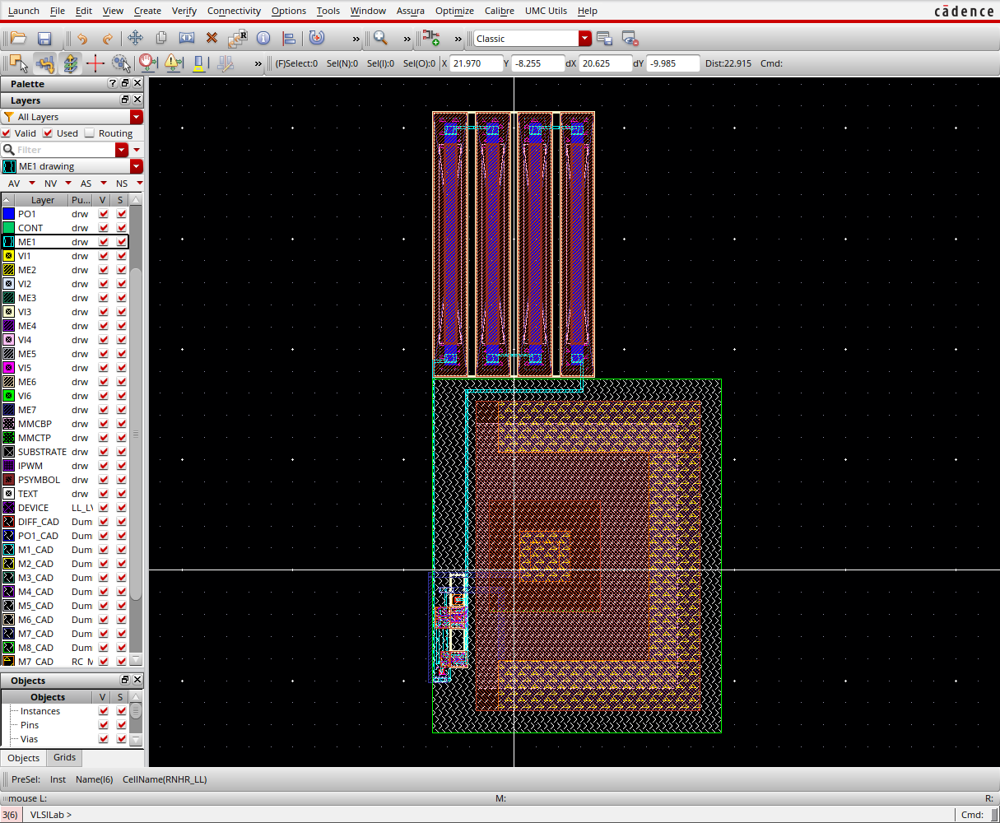 Launch File Edit View Create Verify Connectivity Options Tools Window Assura Optimize Calibre UMC Utils Help
cādence
R » » » Classic
» (F)Select:0 Sel(N):0 Sel(I):0 Sel(O):0 X 21.970 Y -8.255 dX 20.625 dY -9.985 Dist:22.915 Cmd:
Palette ?
Layers
All Layers
Valid Used Routing
Filter
ME1 drawing
AV NV AS NS
Layer Pu... V S
PO1 drw
CONT drw
ME1 drw
VI1 drw
ME2 drw
VI2 drw
ME3 drw
VI3 drw
ME4 drw
VI4 drw
ME5 drw
VI5 drw
ME6 drw
VI6 drw
ME7 drw
MMCBP drw
MMCTP drw
SUBSTRATE drw
IPWM drw
PSYMBOL drw
TEXT drw
DEVICE LL_LV
DIFF_CAD Dum
PO1_CAD Dum
M1_CAD Dum
M2_CAD Dum
M3_CAD Dum
M4_CAD Dum
M5_CAD Dum
M6_CAD Dum
M7_CAD Dum
M8_CAD Dum
M7_CAD RC_M
Objects
Objects V S
Instances
Pins
Vias
Objects Grids
PreSel: Inst Name(I6) CellName(RNHR_LL)
mouse L: M: R:
3(6) VLSILab > Cmd: